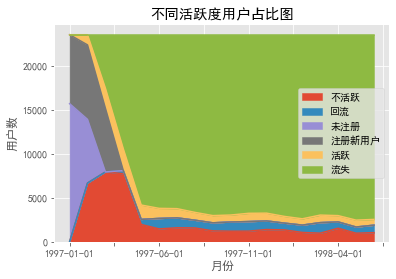 不同活跃度用户占比图
用户数
20000
15000
10000
5000
0
不活跃
回流
未注册
注册新用户
活跃
流失
1997-01-01
1997-06-01
1997-11-01
1998-04-01
月份